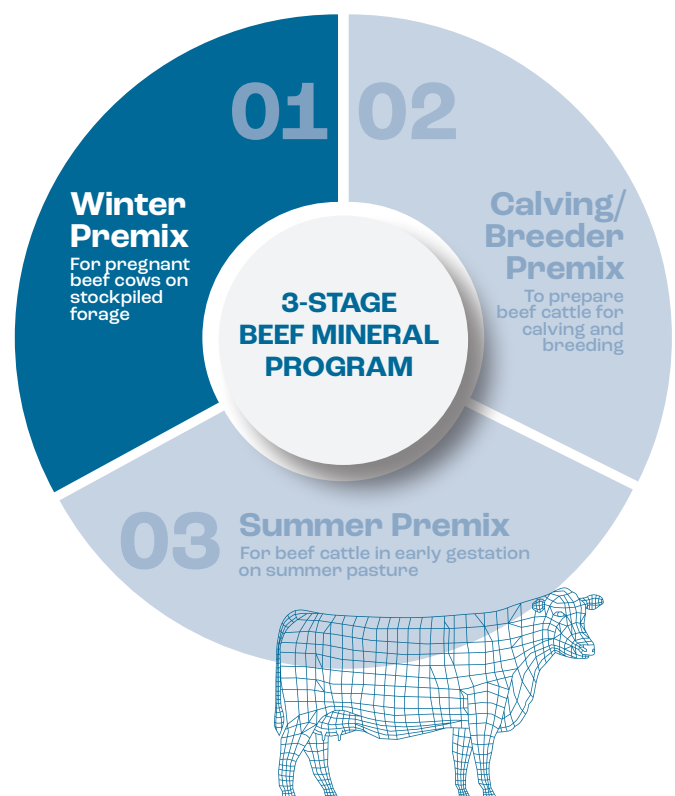 01
Winter
Premix
For pregnant
beef cows on
stockpiled
forage
02
Calving/
Breeder
Premix
To prepare
beef cattle for
calving and
breeding
3-STAGE
BEEF MINERAL
PROGRAM
03
Summer Premix
For beef cattle in early gestation
on summer pasture